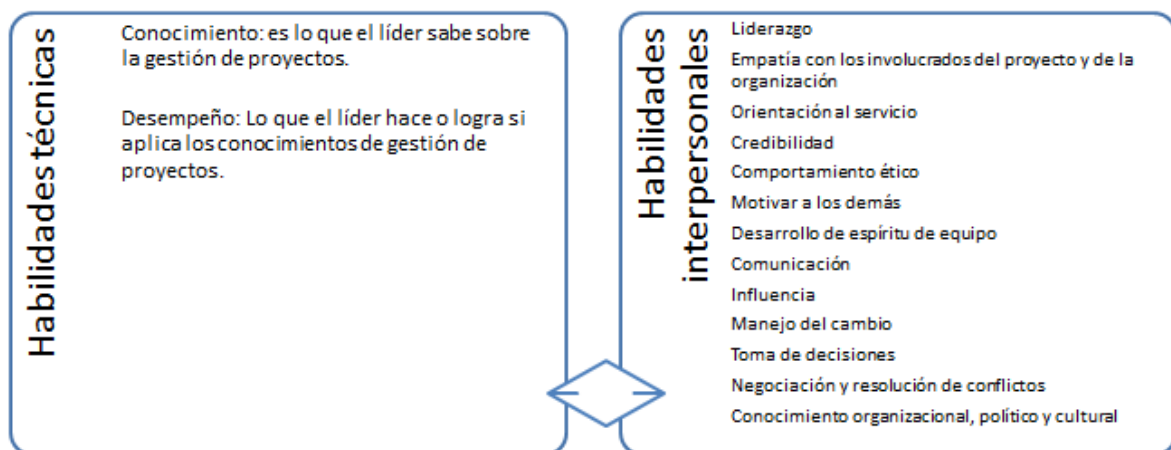 Habilidades técnicas
Conocimiento: es lo que el líder sabe sobre
la gestión de proyectos.
Desempeño: Lo que el líder hace o logra si
aplica los conocimientos de gestión de
proyectos.
Habilidades
interpersonales
Liderazgo
Empatía con los involucrados del proyecto y de la
organización
Orientación al servicio
Credibilidad
Comportamiento ético
Motivar a los demás
Desarrollo de espíritu de equipo
Comunicación
Influencia
Manejo del cambio
Toma de decisiones
Negociación y resolución de conflictos
Conocimiento organizacional, político y cultural